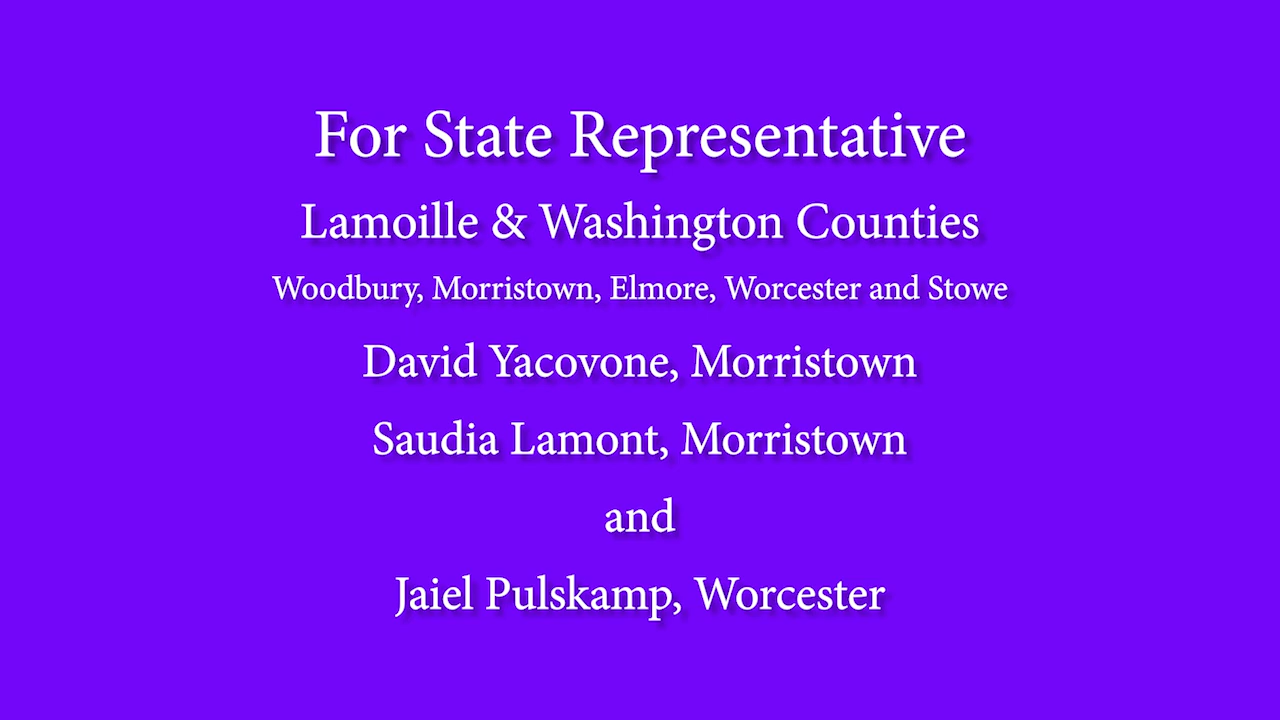 For State Representative
Lamoille & Washington Counties
Woodbury, Morristown, Elmore, Worcester and Stowe
David Yacovone, Morristown
Saudia Lamont, Morristown
and
Jaiel Pulskamp, Worcester